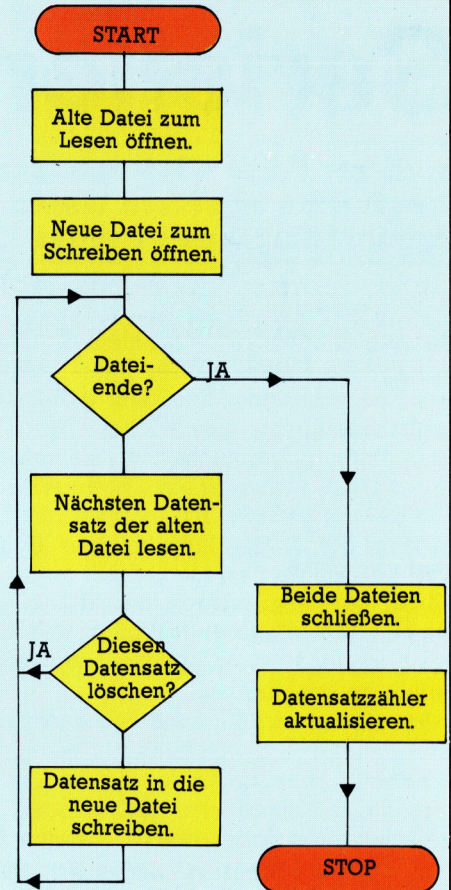 START
Alte Datei zum
Lesen öffnen.
Neue Datei zum
Schreiben öffnen.
Datei-
ende?
JA
Nächsten Daten-
satz der alten
Datei lesen.
Diesen
Datensatz
löschen?
JA
Datensatz in die
neue Datei
schreiben.
Beide Dateien
schließen.
Datensatzzähler
aktualisieren.
STOP